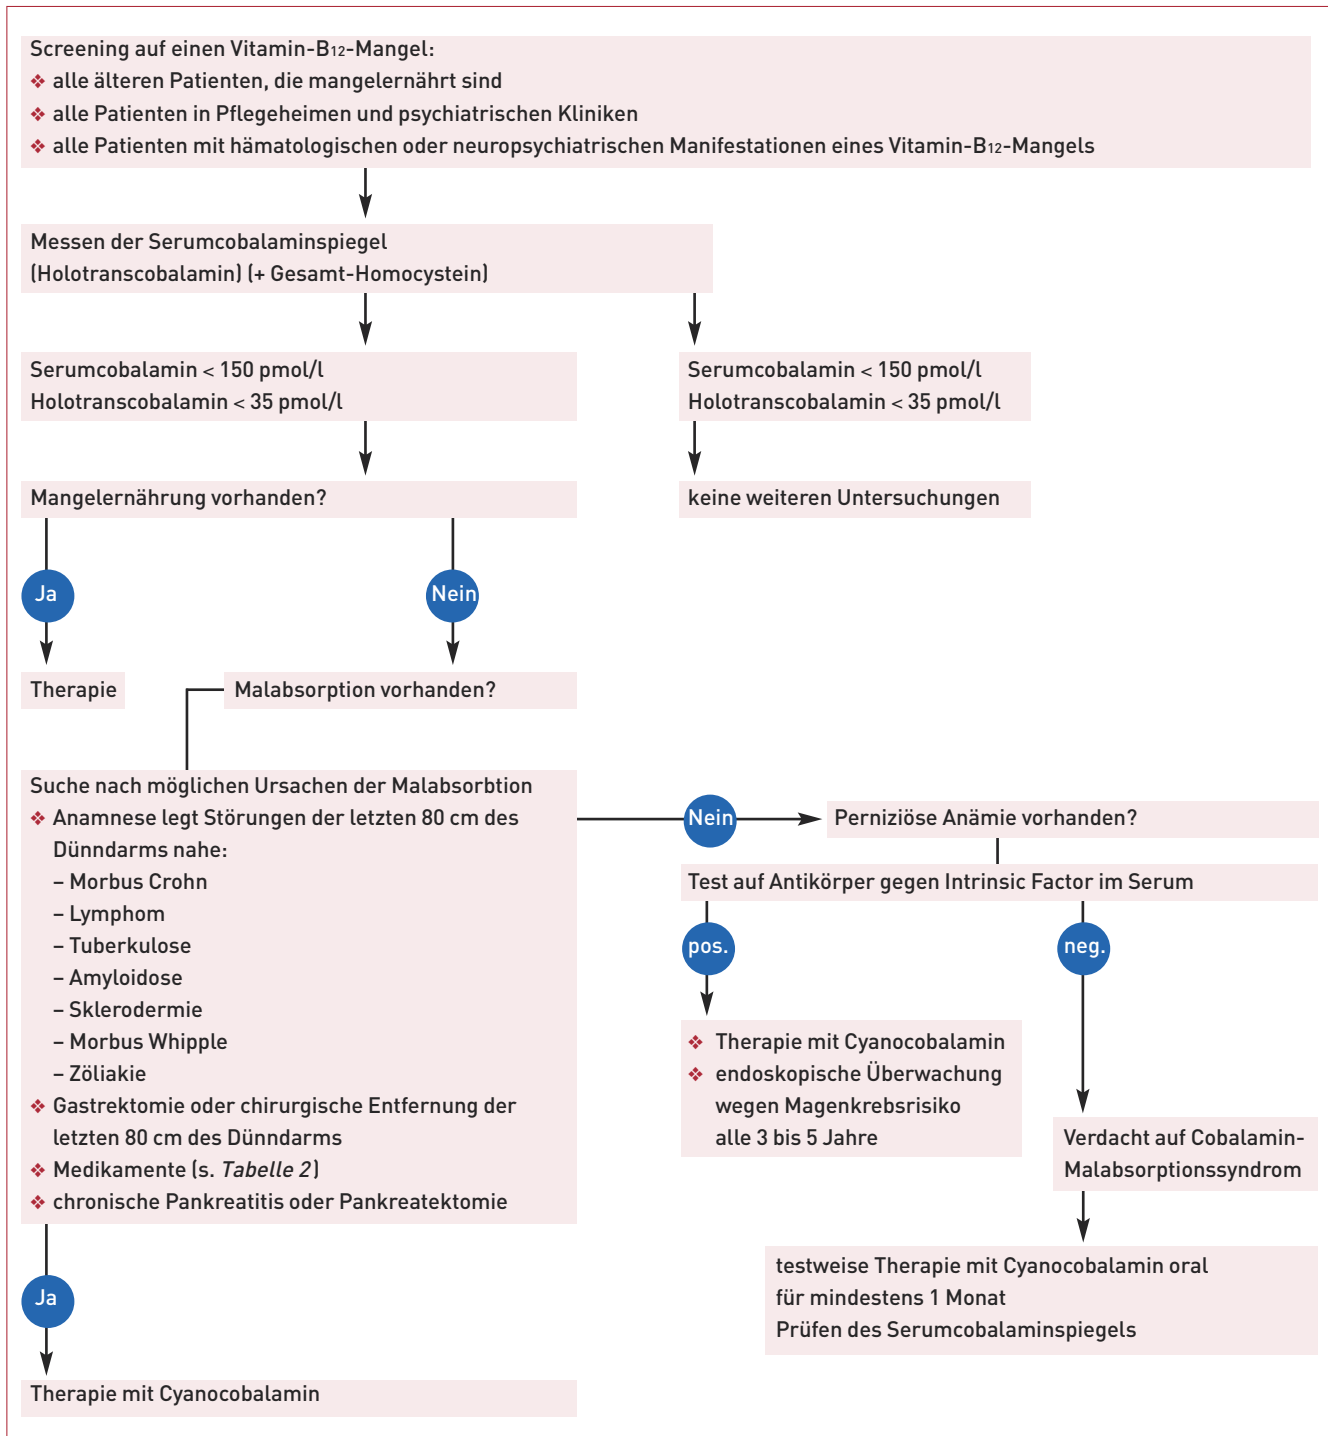 Screening auf einen Vitamin-B12-Mangel:
❖ alle älteren Patienten, die mangelernährt sind
❖ alle Patienten in Pflegeheimen und psychiatrischen Kliniken
❖ alle Patienten mit hämatologischen oder neuropsychiatrischen Manifestationen eines Vitamin-B12-Mangels
Messen der Serumcobalaminspiegel
(Holotranscobalamin) (+ Gesamt-Homocystein)
Serumcobalamin < 150 pmol/l
Holotranscobalamin < 35 pmol/l
Serumcobalamin < 150 pmol/l
Holotranscobalamin < 35 pmol/l
Mangelernährung vorhanden?
keine weiteren Untersuchungen
Ja
Nein
Therapie
Malabsorption vorhanden?
Suche nach möglichen Ursachen der Malabsorbtion
❖ Anamnese legt Störungen der letzten 80 cm des
Dünndarms nahe:
– Morbus Crohn
– Lymphom
– Tuberkulose
– Amyloidose
– Sklerodermie
– Morbus Whipple
– Zöliakie
❖ Gastrektomie oder chirurgische Entfernung der
letzten 80 cm des Dünndarms
❖ Medikamente (s. Tabelle 2)
❖ chronische Pankreatitis oder Pankreatektomie
Nein
Perniziöse Anämie vorhanden?
Test auf Antikörper gegen Intrinsic Factor im Serum
pos.
neg.
❖ Therapie mit Cyanocobalamin
❖ endoskopische Überwachung
wegen Magenkrebsrisiko
alle 3 bis 5 Jahre
Verdacht auf Cobalamin-
Malabsorptionssyndrom
testweise Therapie mit Cyanocobalamin oral
für mindestens 1 Monat
Prüfen des Serumcobalaminspiegels
Ja
Therapie mit Cyanocobalamin